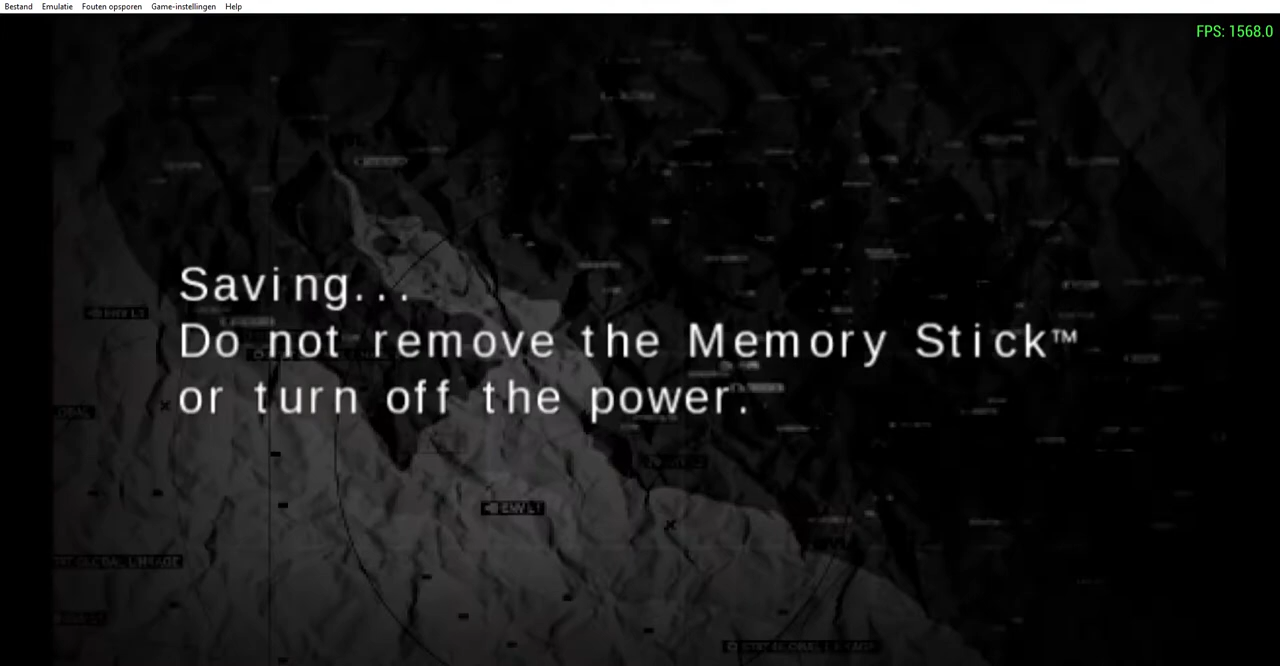 Bestand Emulatie Fouten opsporen Game-instellingen Help
FPS: 1568.0
Saving...
Do not remove the Memory Stick™
or turn off the power.